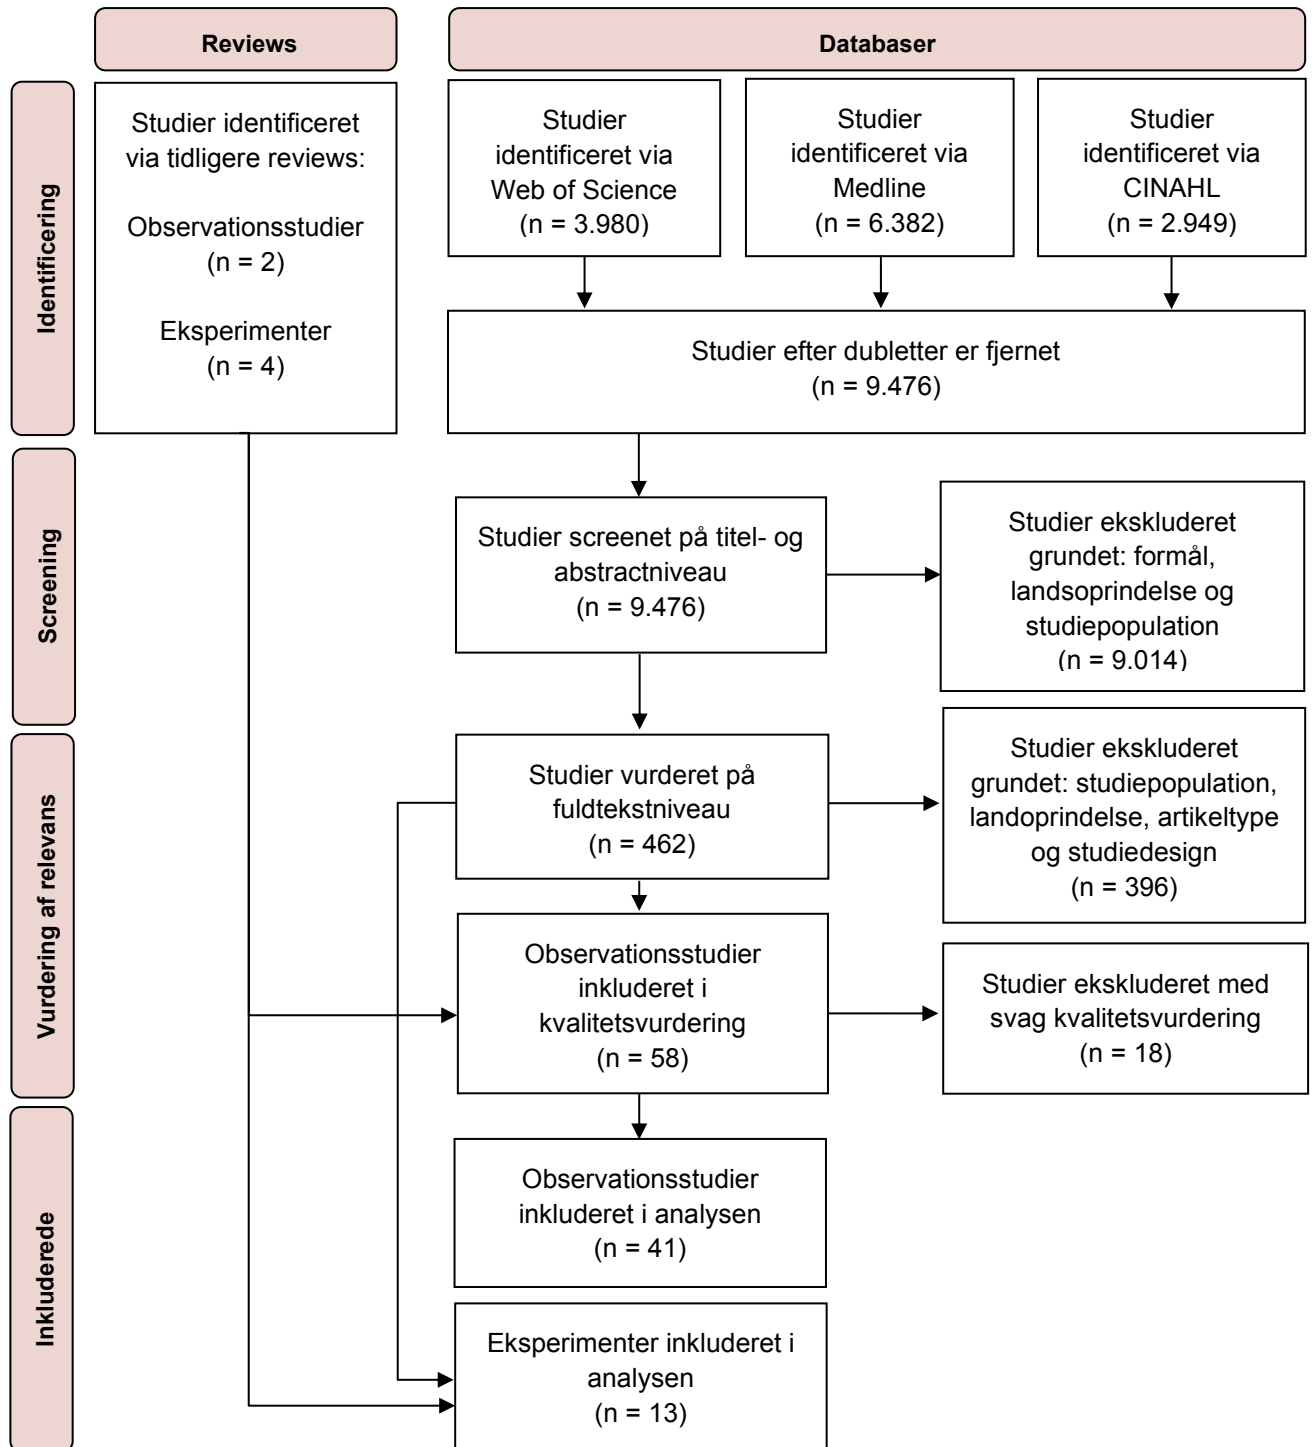 Reviews
Databaser
Identificering
Studier identificeret
via tidligere reviews:
Observationsstudier
(n = 2)
Eksperimenter
(n = 4)
Studier
identificeret via
Web of Science
(n = 3.980)
Studier
identificeret via
Medline
(n = 6.382)
Studier
identificeret via
CINAHL
(n = 2.949)
Studier efter dubletter er fjernet
(n = 9.476)
Screening
Studier screenet på titel- og
abstractniveau
(n = 9.476)
Studier ekskluderet
grundet: formål,
landsoprindelse og
studiepopulation
(n = 9.014)
Vurdering af relevans
Studier vurderet på
fuldtekstniveau
(n = 462)
Studier ekskluderet
grundet: studiepopulation,
landoprindelse, artikeltype
og studiedesign
(n = 396)
Observationsstudier
inkluderet i
kvalitetsvurdering
(n = 58)
Studier ekskluderet med
svag kvalitetsvurdering
(n = 18)
Inkluderede
Observationsstudier
inkluderet i analysen
(n = 41)
Eksperimenter inkluderet i
analysen
(n = 13)